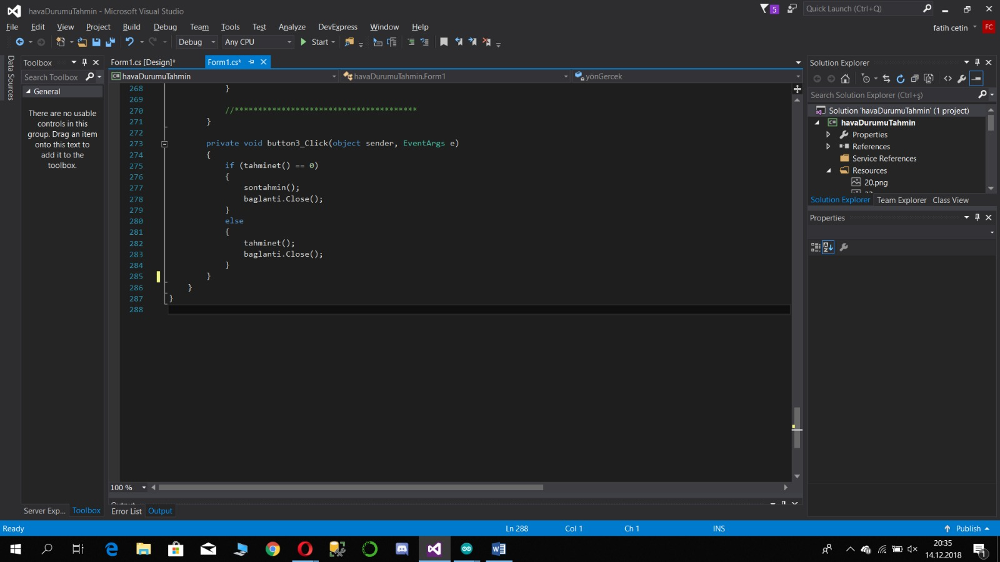 havaDurumuTahmin - Microsoft Visual Studio
5
Quick Launch (Ctrl+Q)
File Edit View Project Build Debug Team Tools Test Analyze DevExpress Window Help
fatih cetin FC
Debug Any CPU Start
Data Sources
Toolbox
Search Toolbox
General
There are no usable
controls in this
group. Drag an item
onto this text to
add it to the
toolbox.
Server Exp... Toolbox
Form1.cs [Design]* Form1.cs*
havaDurumuTahmin havaDurumuTahmin.Form1 yönGercek
268 }
269
270 //***************************************
271 }
272
273 private void button3_Click(object sender, EventArgs e)
274 {
275 if (tahminet() == 0)
276 {
277 sontahmin();
278 baglanti.Close();
279 }
280 else
281 {
282 tahminet();
283 baglanti.Close();
284 }
285 }
286 }
287 }
288
100 %
Output
Error List Output
Solution Explorer
Search Solution Explorer (Ctrl+ş)
Solution 'havaDurumuTahmin' (1 project)
C# havaDurumuTahmin
Properties
References
Service References
Resources
20.png
Solution Explorer Team Explorer Class View
Properties
Ready Ln 288 Col 1 Ch 1 INS Publish
20:35
14.12.2018
1